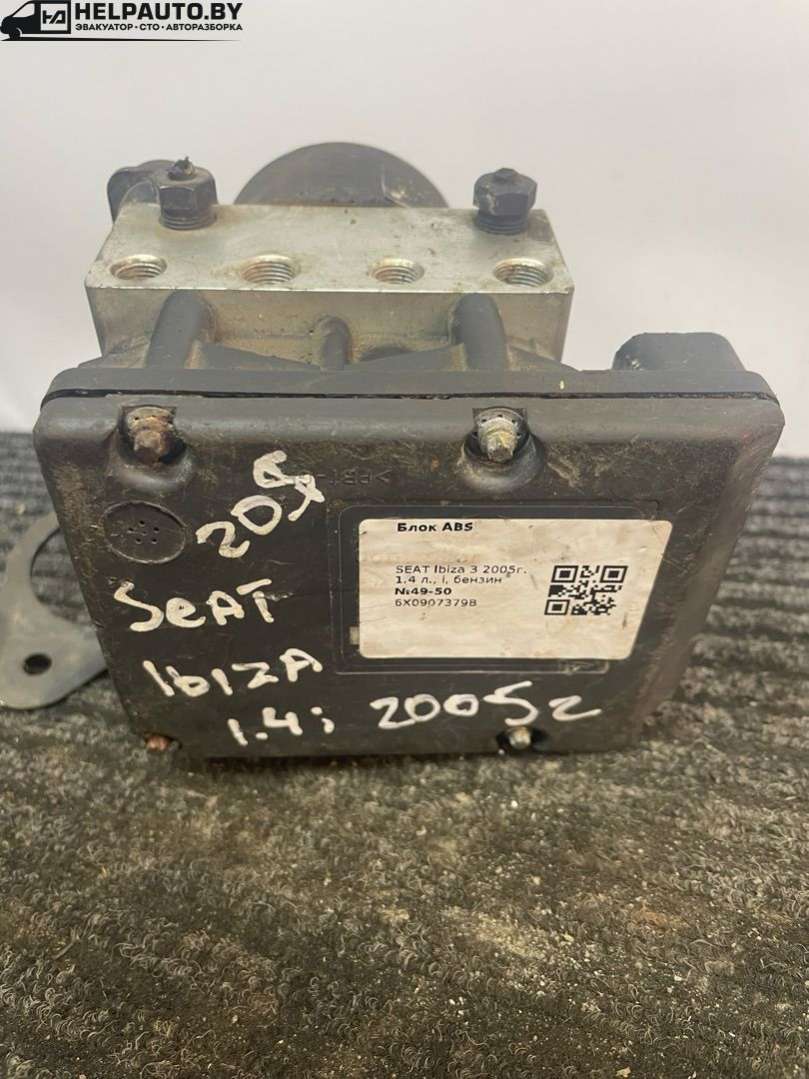 HELPAUTO.BY
ЭВАКУАТОР • СТО • АВТОРАЗБОРКА
Блок ABS
SEAT Ibiza 3 2005г.
1.4 л., i, бензин
№49-50
6X0907379B
SEAT
IbIZA
1.4i 2005г